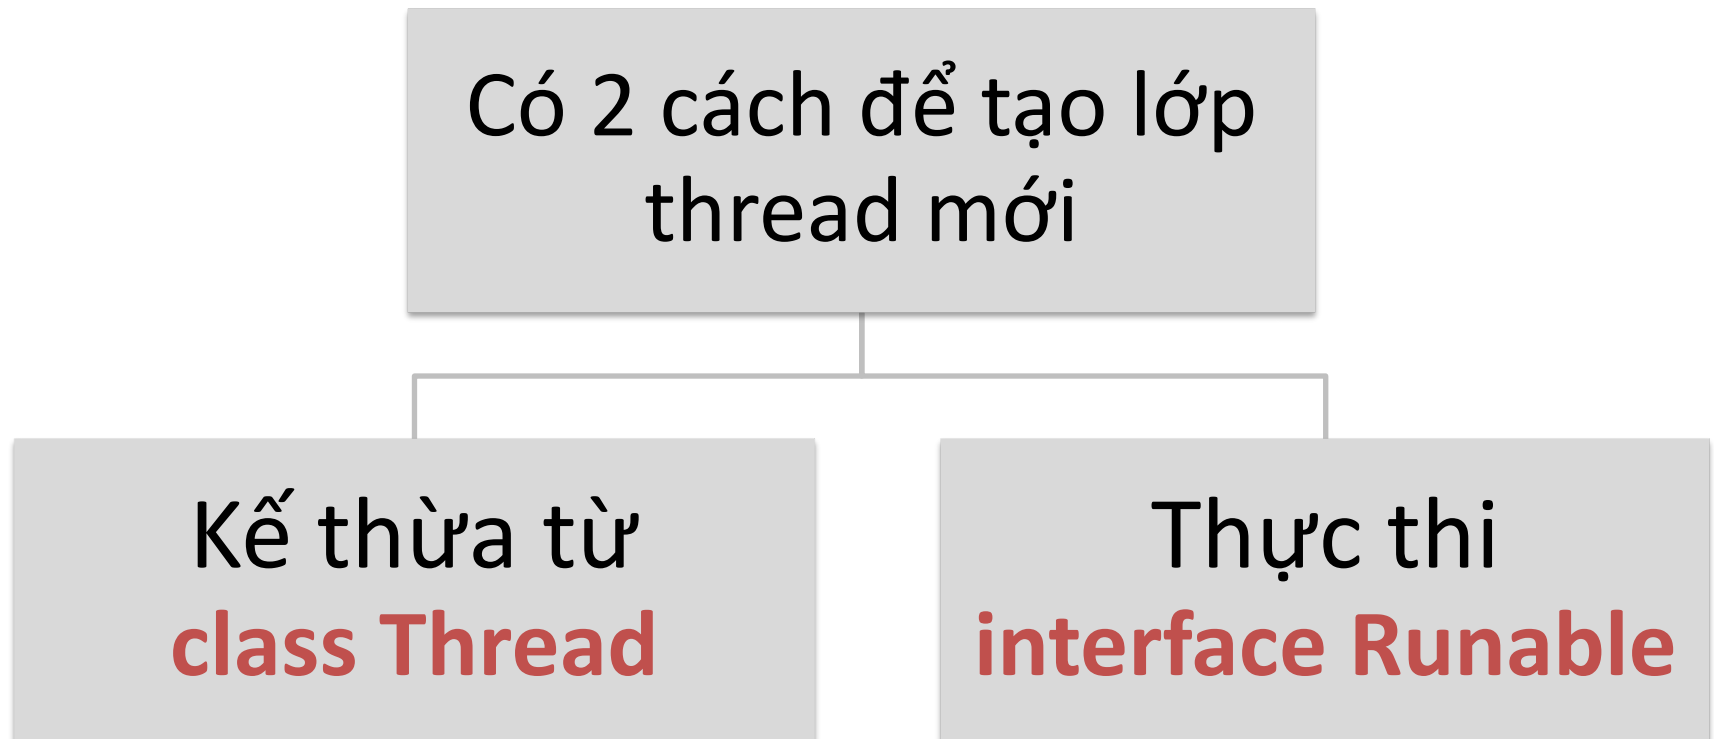 Có 2 cách để tạo lớp
thread mới
Kế thừa từ
class Thread
Thực thi
interface Runable